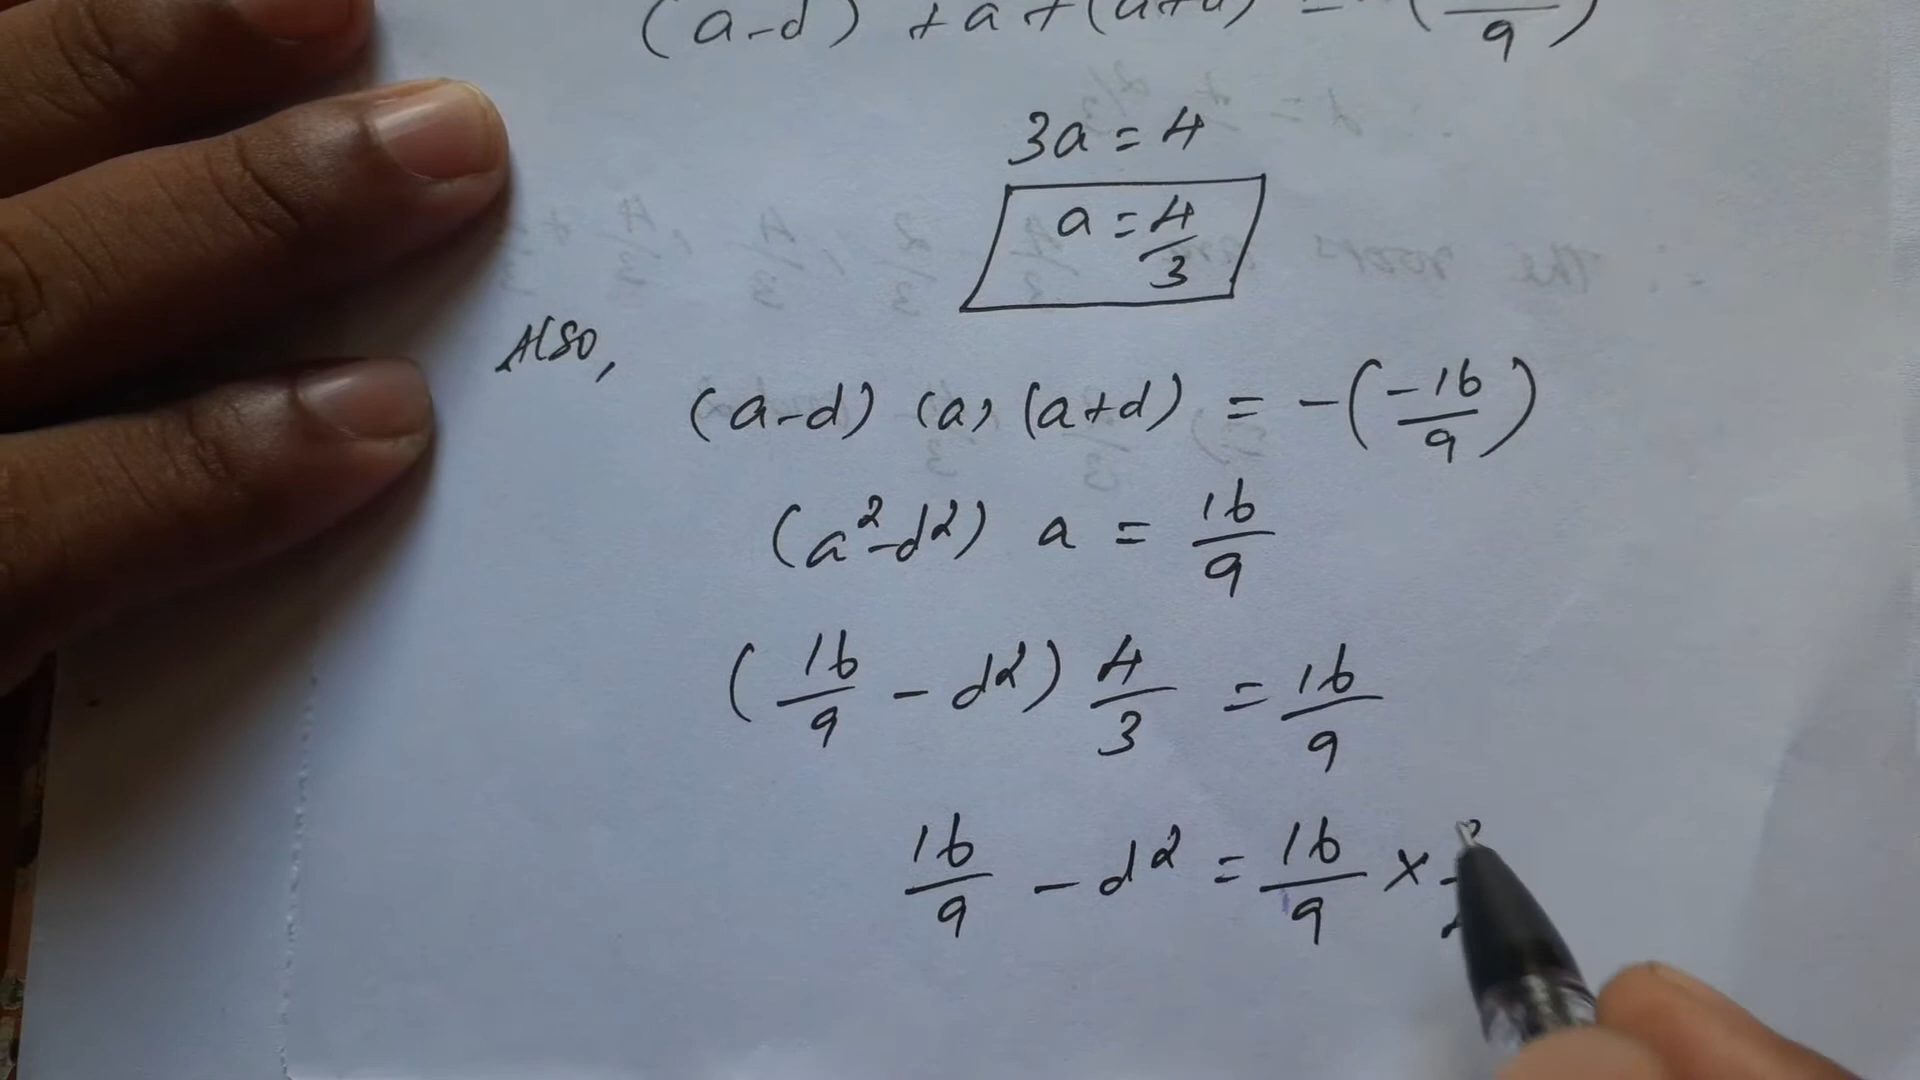 (a-d) + a + (a+d) = -( /9)
3a = 4
a = 4/3
Also,
(a-d) (a) (a+d) = -(-16/9)
(a²-d²) a = 16/9
(16/9 - d²) 4/3 = 16/9
16/9 - d² = 16/9 ×